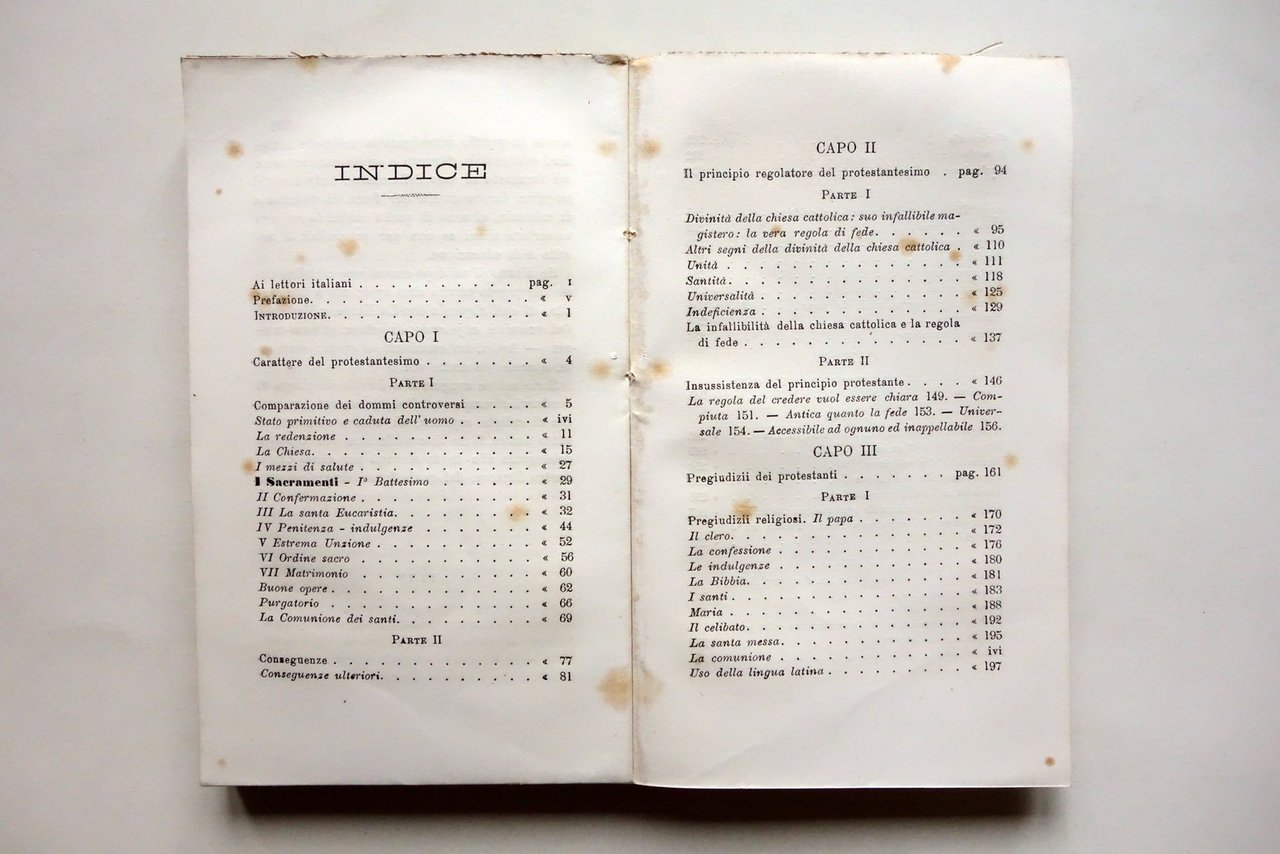 INDICE
Ai lettori italiani . . . . . . . . . . pag. I
Prefazione. . . . . . . . . . . . . . « V
INTRODUZIONE. . . . . . . . . . . . . « 1
CAPO I
Carattere del protestantesimo . . . . . . . « 4
PARTE I
Comparazione dei dommi controversi . . . . « 5
Stato primitivo e caduta dell' uomo . . . . . « ivi
La redenzione . . . . . . . . . . . . « 11
La Chiesa. . . . . . . . . . . . . . « 15
I mezzi di salute . . . . . . . . . . . « 27
I Sacramenti - Iº Battesimo . . . . . . . « 29
II Confermazione . . . . . . . . . . . « 31
III La santa Eucaristia. . . . . . . . . « 32
IV Penitenza - indulgenze . . . . . . . « 44
V Estrema Unzione . . . . . . . . . . « 52
VI Ordine sacro . . . . . . . . . . . « 56
VII Matrimonio . . . . . . . . . . . « 60
Buone opere . . . . . . . . . . . . . « 62
Purgatorio . . . . . . . . . . . . . « 66
La Comunione dei santi. . . . . . . . . « 69
PARTE II
Conseguenze . . . . . . . . . . . . . « 77
Conseguenze ulteriori. . . . . . . . . . « 81
CAPO II
Il principio regolatore del protestantesimo . pag. 94
PARTE I
Divinità della chiesa cattolica: suo infallibile ma-
gistero: la vera regola di fede. . . . . . « 95
Altri segni della divinità della chiesa cattolica . « 110
Unità . . . . . . . . . . . . . . . « 111
Santità. . . . . . . . . . . . . . . « 118
Universalità . . . . . . . . . . . . . « 125
Indeficienza . . . . . . . . . . . . . « 129
La infallibilità della chiesa cattolica e la regola
di fede . . . . . . . . . . . . . . « 137
PARTE II
Insussistenza del principio protestante . . . . « 146
La regola del credere vuol essere chiara 149. — Com-
piuta 151. — Antica quanto la fede 153. — Univer-
sale 154. — Accessibile ad ognuno ed inappellabile 156.
CAPO III
Pregiudizii dei protestanti . . . . . . . pag. 161
PARTE I
Pregiudizii religiosi. Il papa . . . . . . . « 170
Il clero. . . . . . . . . . . . . . . « 172
La confessione . . . . . . . . . . . . « 176
Le indulgenze . . . . . . . . . . . . « 180
La Bibbia. . . . . . . . . . . . . . « 181
I santi . . . . . . . . . . . . . . . « 183
Maria . . . . . . . . . . . . . . . « 188
Il celibato. . . . . . . . . . . . . . « 192
La santa messa. . . . . . . . . . . . « 195
La comunione . . . . . . . . . . . . « ivi
Uso della lingua latina . . . . . . . . . « 197